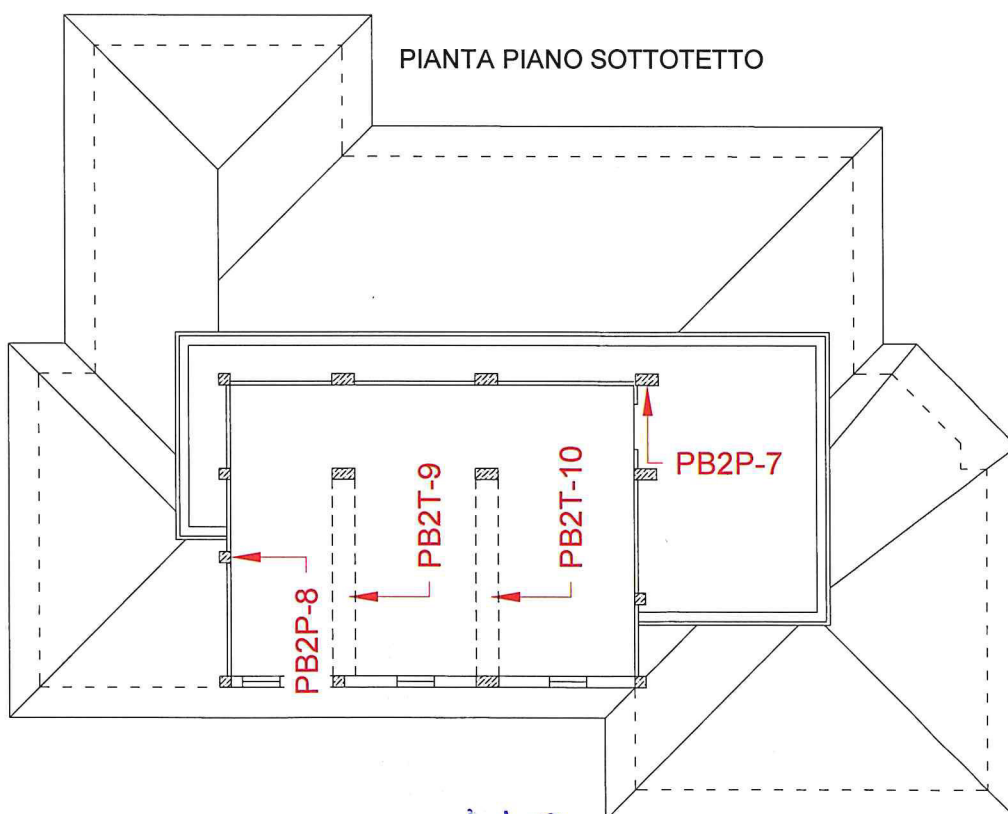 PIANTA PIANO SOTTOTETTO
PB2P-7
PB2T-9
PB2T-10
PB2P-8